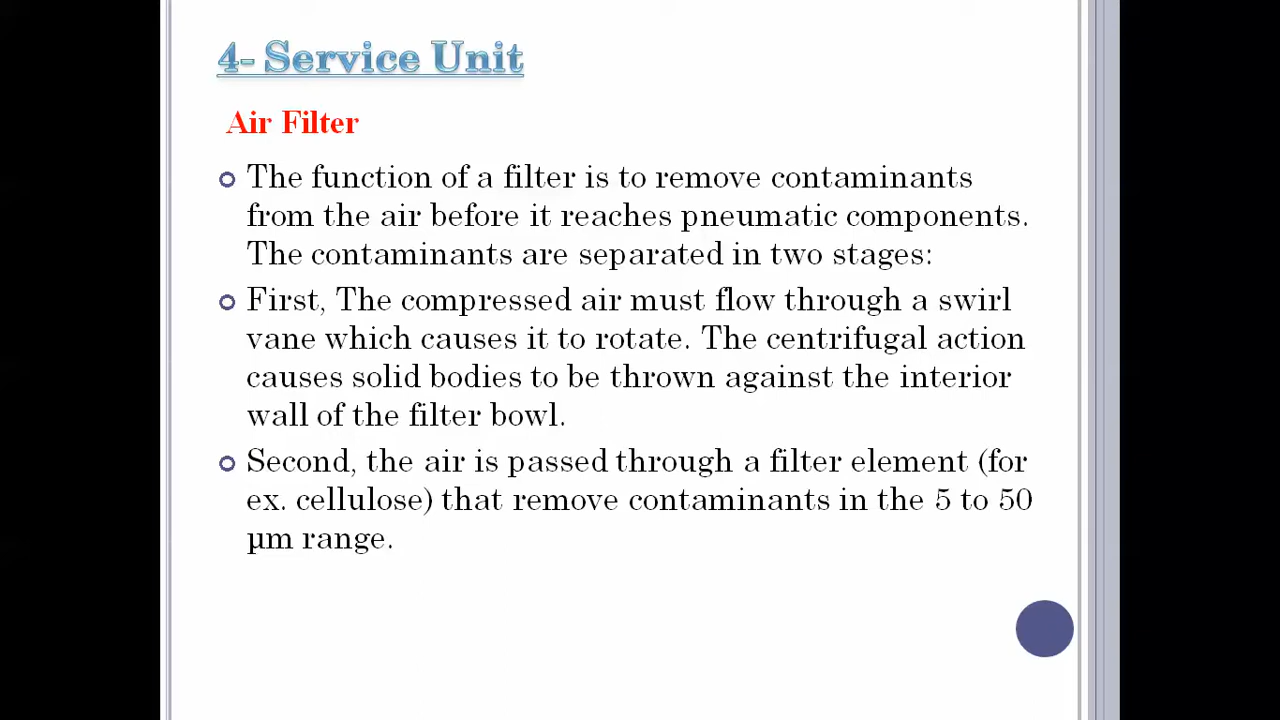 4- Service Unit
Air Filter
The function of a filter is to remove contaminants
from the air before it reaches pneumatic components.
The contaminants are separated in two stages:
First, The compressed air must flow through a swirl
vane which causes it to rotate. The centrifugal action
causes solid bodies to be thrown against the interior
wall of the filter bowl.
Second, the air is passed through a filter element (for
ex. cellulose) that remove contaminants in the 5 to 50
µm range.